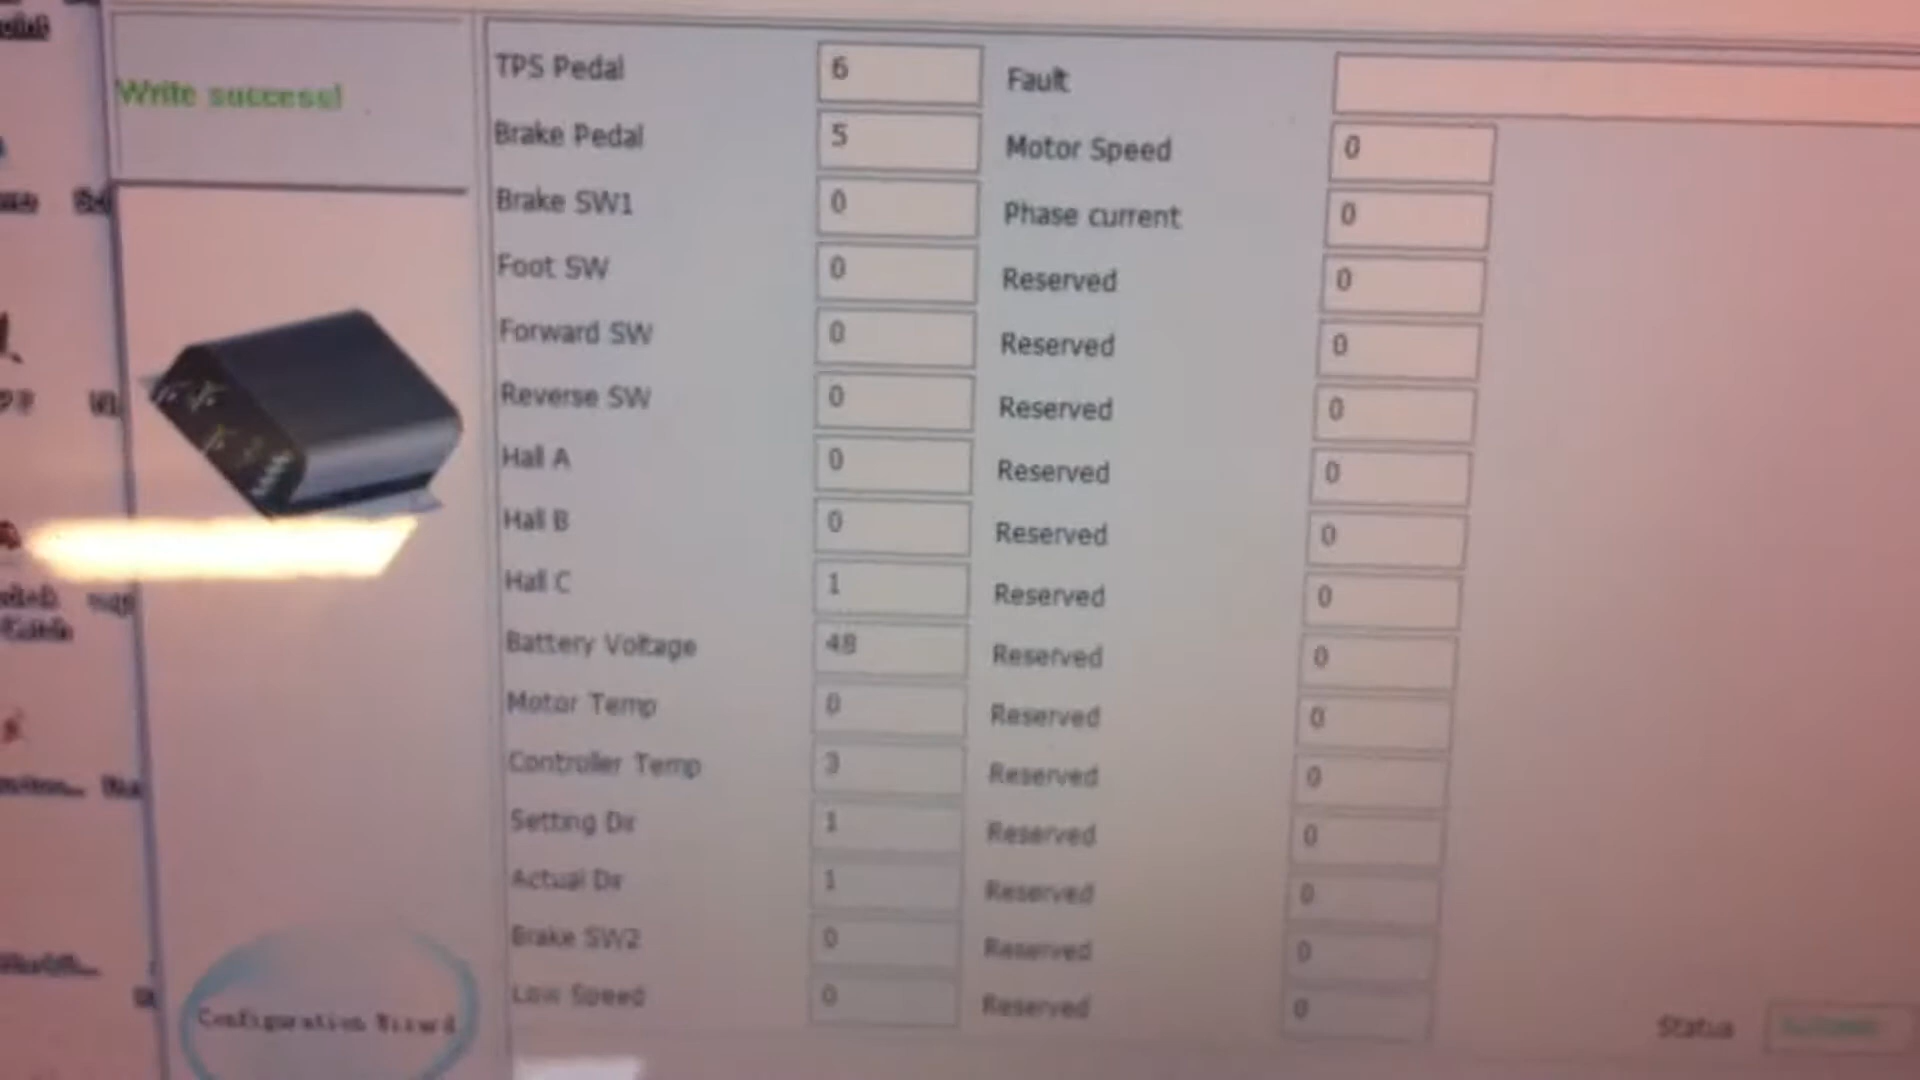 Write success!
TPS Pedal 6 Fault
Brake Pedal 5 Motor Speed 0
Brake SW1 0 Phase current 0
Foot SW 0 Reserved 0
Forward SW 0 Reserved 0
Reverse SW 0 Reserved 0
Hall A 0 Reserved 0
Hall B 0 Reserved 0
Hall C 1 Reserved 0
Battery Voltage 48 Reserved 0
Motor Temp 0 Reserved 0
Controller Temp 3 Reserved 0
Setting Dir 1 Reserved 0
Actual Dir 1 Reserved 0
Brake SW2 0 Reserved 0
Low Speed 0 Reserved 0
Configuration Wizard
Status